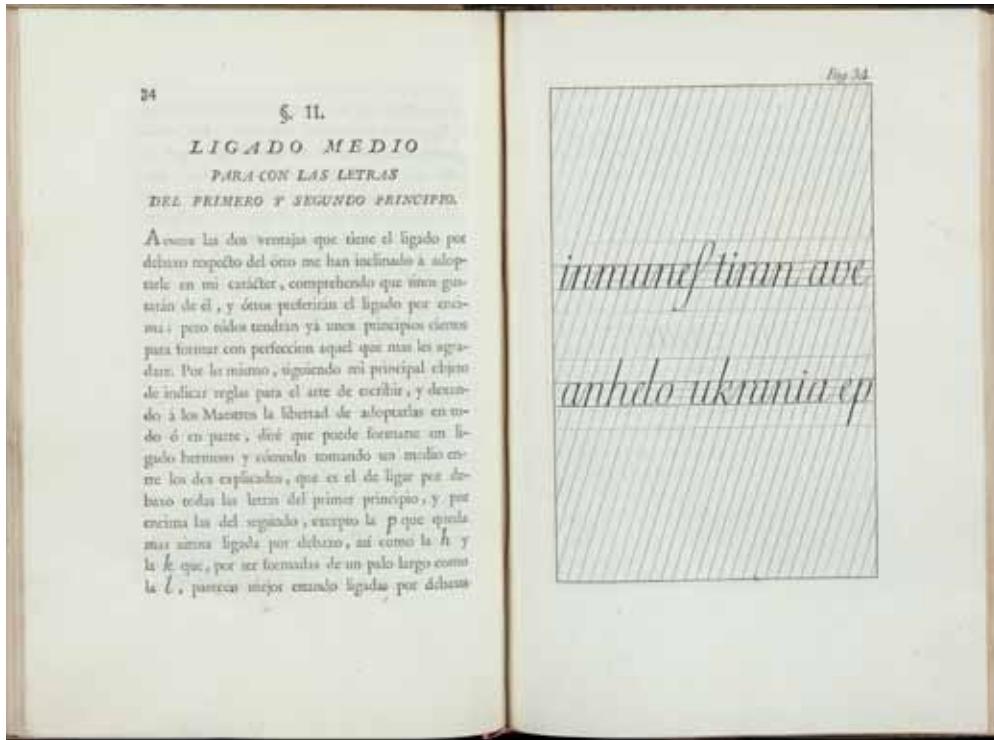 34
§. II.
LIGADO MEDIO
PARA CON LAS LETRAS
DEL PRIMERO Y SEGUNDO PRINCIPIO.
las dos ventajas que tiene el ligado por
debaxo respecto del otro me han inclinado à adop-
tarle en mi carácter, comprehendo que unos gus-
tarán de él, y ótros preferirán el ligado por enci-
ma; pero tódos tendrán yá unos principios ciertos
para formar con perfeccion aquel que mas les agra-
dare. Por lo mismo, siguiendo mi principal objeto
de indicar reglas para el arte de escribir, y dexan-
do á los Maestros la libertad de adoptarlas en to-
do ó en parte, diré que puede formarse un li-
gado hermoso y cómodo tomando un medio en-
tre los dos explicados, que es el de ligar por de-
baxo todas las letras del primer principio, y por
encima las del segundo, excepto la p que queda
mas ayrosa ligada por debaxo, así como la h y
la k que, por ser formadas de un palo largo como
la l, parecen mejor estando ligadas por debaxo
Fig. 34.
inmuneſ tiran ave
anhelo ukrania ep